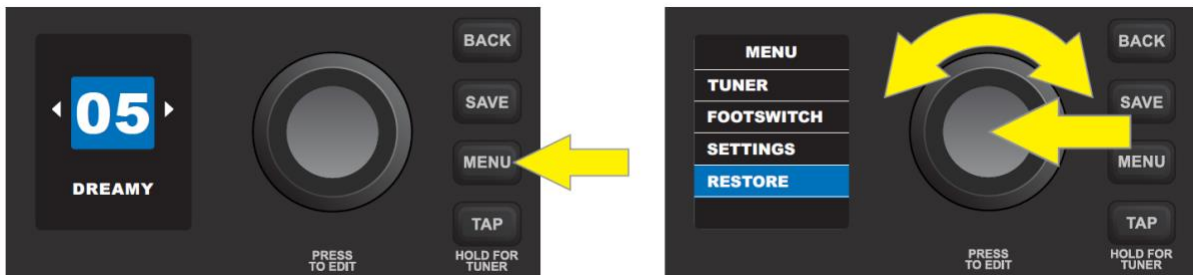 05
DREAMY
BACK
SAVE
MENU
TAP
PRESS
TO EDIT
HOLD FOR
TUNER
MENU
TUNER
FOOTSWITCH
SETTINGS
RESTORE
BACK
SAVE
MENU
TAP
PRESS
TO EDIT
HOLD FOR
TUNER